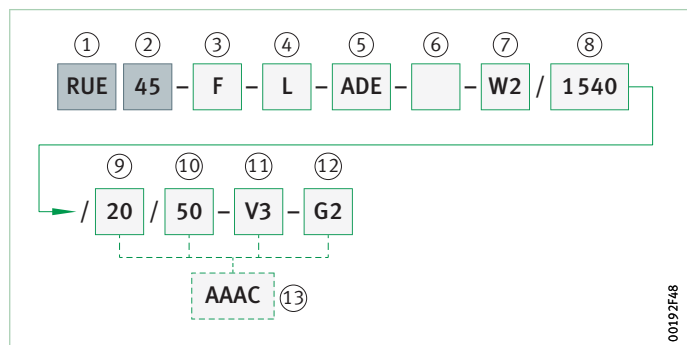 ① ② ③ ④ ⑤ ⑥ ⑦ ⑧
RUE 45 – F – L – ADE – – W2 / 1540
⑨ ⑩ ⑪ ⑫
/ 20 / 50 – V3 – G2
AAAC ⑬
00192F48